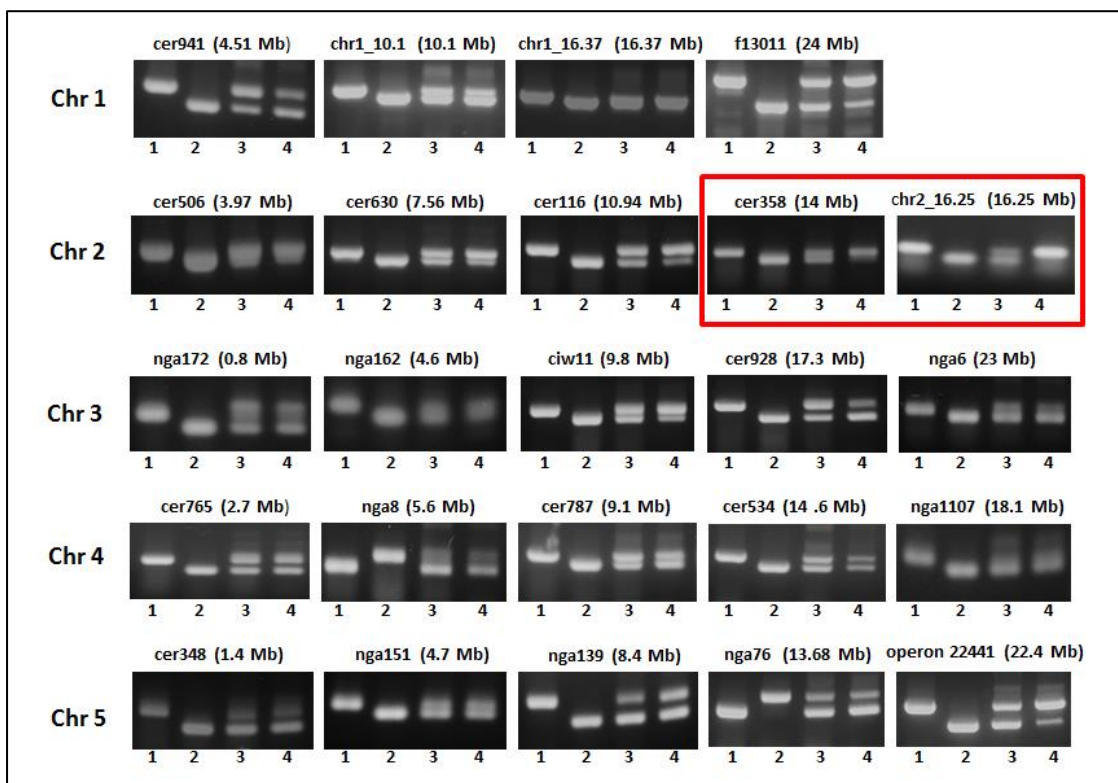 cer941 (4.51 Mb) chr1_10.1 (10.1 Mb) chr1_16.37 (16.37 Mb) f13011 (24 Mb)
Chr 1
1 2 3 4 1 2 3 4 1 2 3 4 1 2 3 4
cer506 (3.97 Mb) cer630 (7.56 Mb) cer116 (10.94 Mb) cer358 (14 Mb) chr2_16.25 (16.25 Mb)
Chr 2
1 2 3 4 1 2 3 4 1 2 3 4 1 2 3 4 1 2 3 4
nga172 (0.8 Mb) nga162 (4.6 Mb) ciw11 (9.8 Mb) cer928 (17.3 Mb) nga6 (23 Mb)
Chr 3
1 2 3 4 1 2 3 4 1 2 3 4 1 2 3 4 1 2 3 4
cer765 (2.7 Mb) nga8 (5.6 Mb) cer787 (9.1 Mb) cer534 (14 .6 Mb) nga1107 (18.1 Mb)
Chr 4
1 2 3 4 1 2 3 4 1 2 3 4 1 2 3 4 1 2 3 4
cer348 (1.4 Mb) nga151 (4.7 Mb) nga139 (8.4 Mb) nga76 (13.68 Mb) operon 22441 (22.4 Mb)
Chr 5
1 2 3 4 1 2 3 4 1 2 3 4 1 2 3 4 1 2 3 4